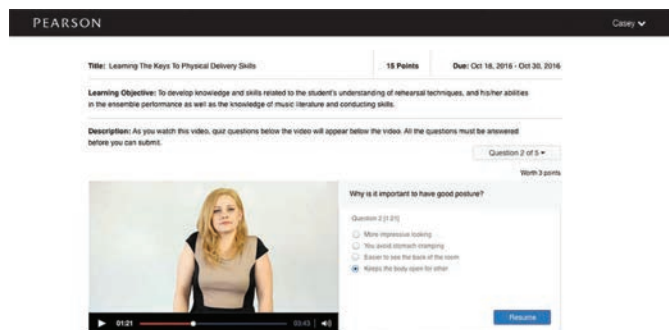 PEARSON
Casey
Title: Learning The Keys To Physical Delivery Skills
15 Points
Due: Oct 18, 2016 - Oct 30, 2016
Learning Objective: To develop knowledge and skills related to the student's understanding of rehearsal techniques, and his/her abilities
in the ensemble performance as well as the knowledge of music literature and conducting skills.
Description: As you watch this video, quiz questions below the video will appear below the video. All the questions must be answered
before you can submit.
Question 2 of 5
Worth 3 points
Why is it important to have good posture?
Question 2 [1:21]
More impressive looking
You avoid stomach cramping
Easier to see the back of the room
Keeps the body open for other
Resume
01:21
03:43